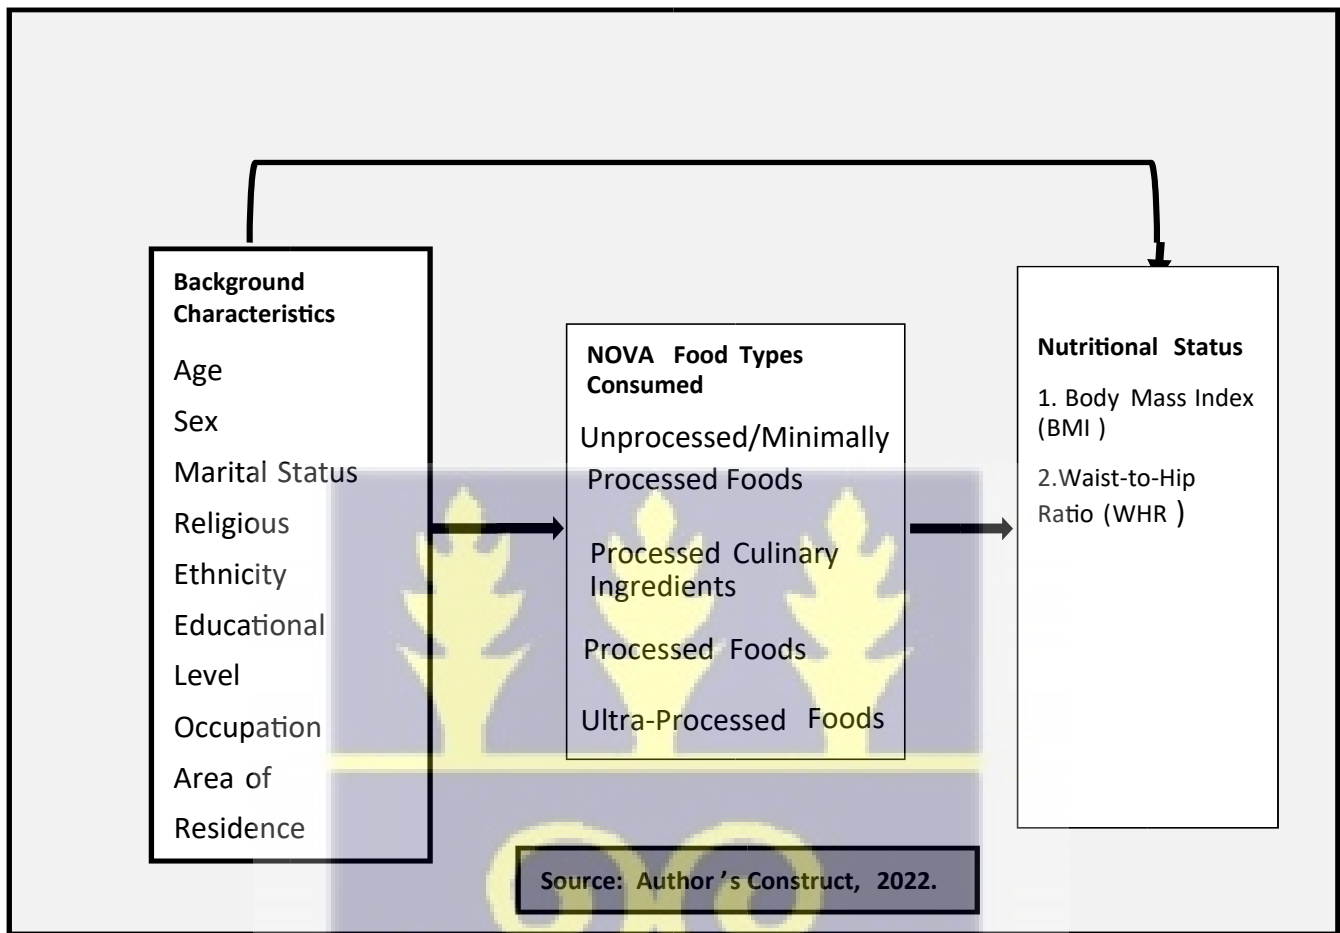 Background
Characteristics
Age
Sex
Marital Status
Religious
Ethnicity
Educational
Level
Occupation
Area of
Residence
NOVA Food Types
Consumed
Unprocessed/Minimally
Processed Foods
Processed Culinary
Ingredients
Processed Foods
Ultra-Processed Foods
Nutritional Status
1. Body Mass Index
(BMI )
2.Waist-to-Hip
Ratio (WHR )
Source: Author ’s Construct, 2022.